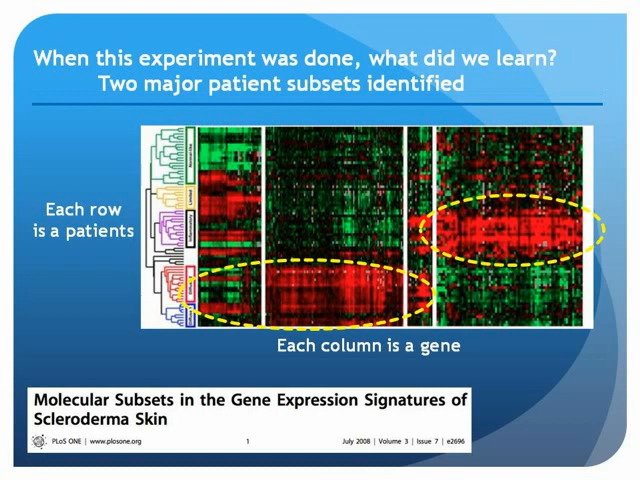 When this experiment was done, what did we learn?
Two major patient subsets identified
Each row
is a patients
Limited
Each column is a gene
Molecular Subsets in the Gene Expression Signatures of
Scleroderma Skin
PLoS ONE | www.plosone.org
1
July 2008 | Volume 3 | Issue 7 | e2696